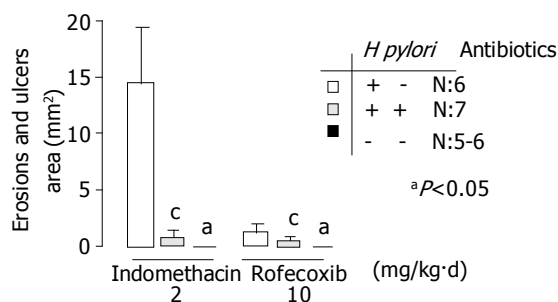 H pylori Antibiotics
+ - N:6
+ + N:7
- - N:5-6
ᵃP<0.05
Erosions and ulcers
area (mm²)
20
15
10
5
0
c a c a
Indomethacin Rofecoxib (mg/kg·d)
2 10